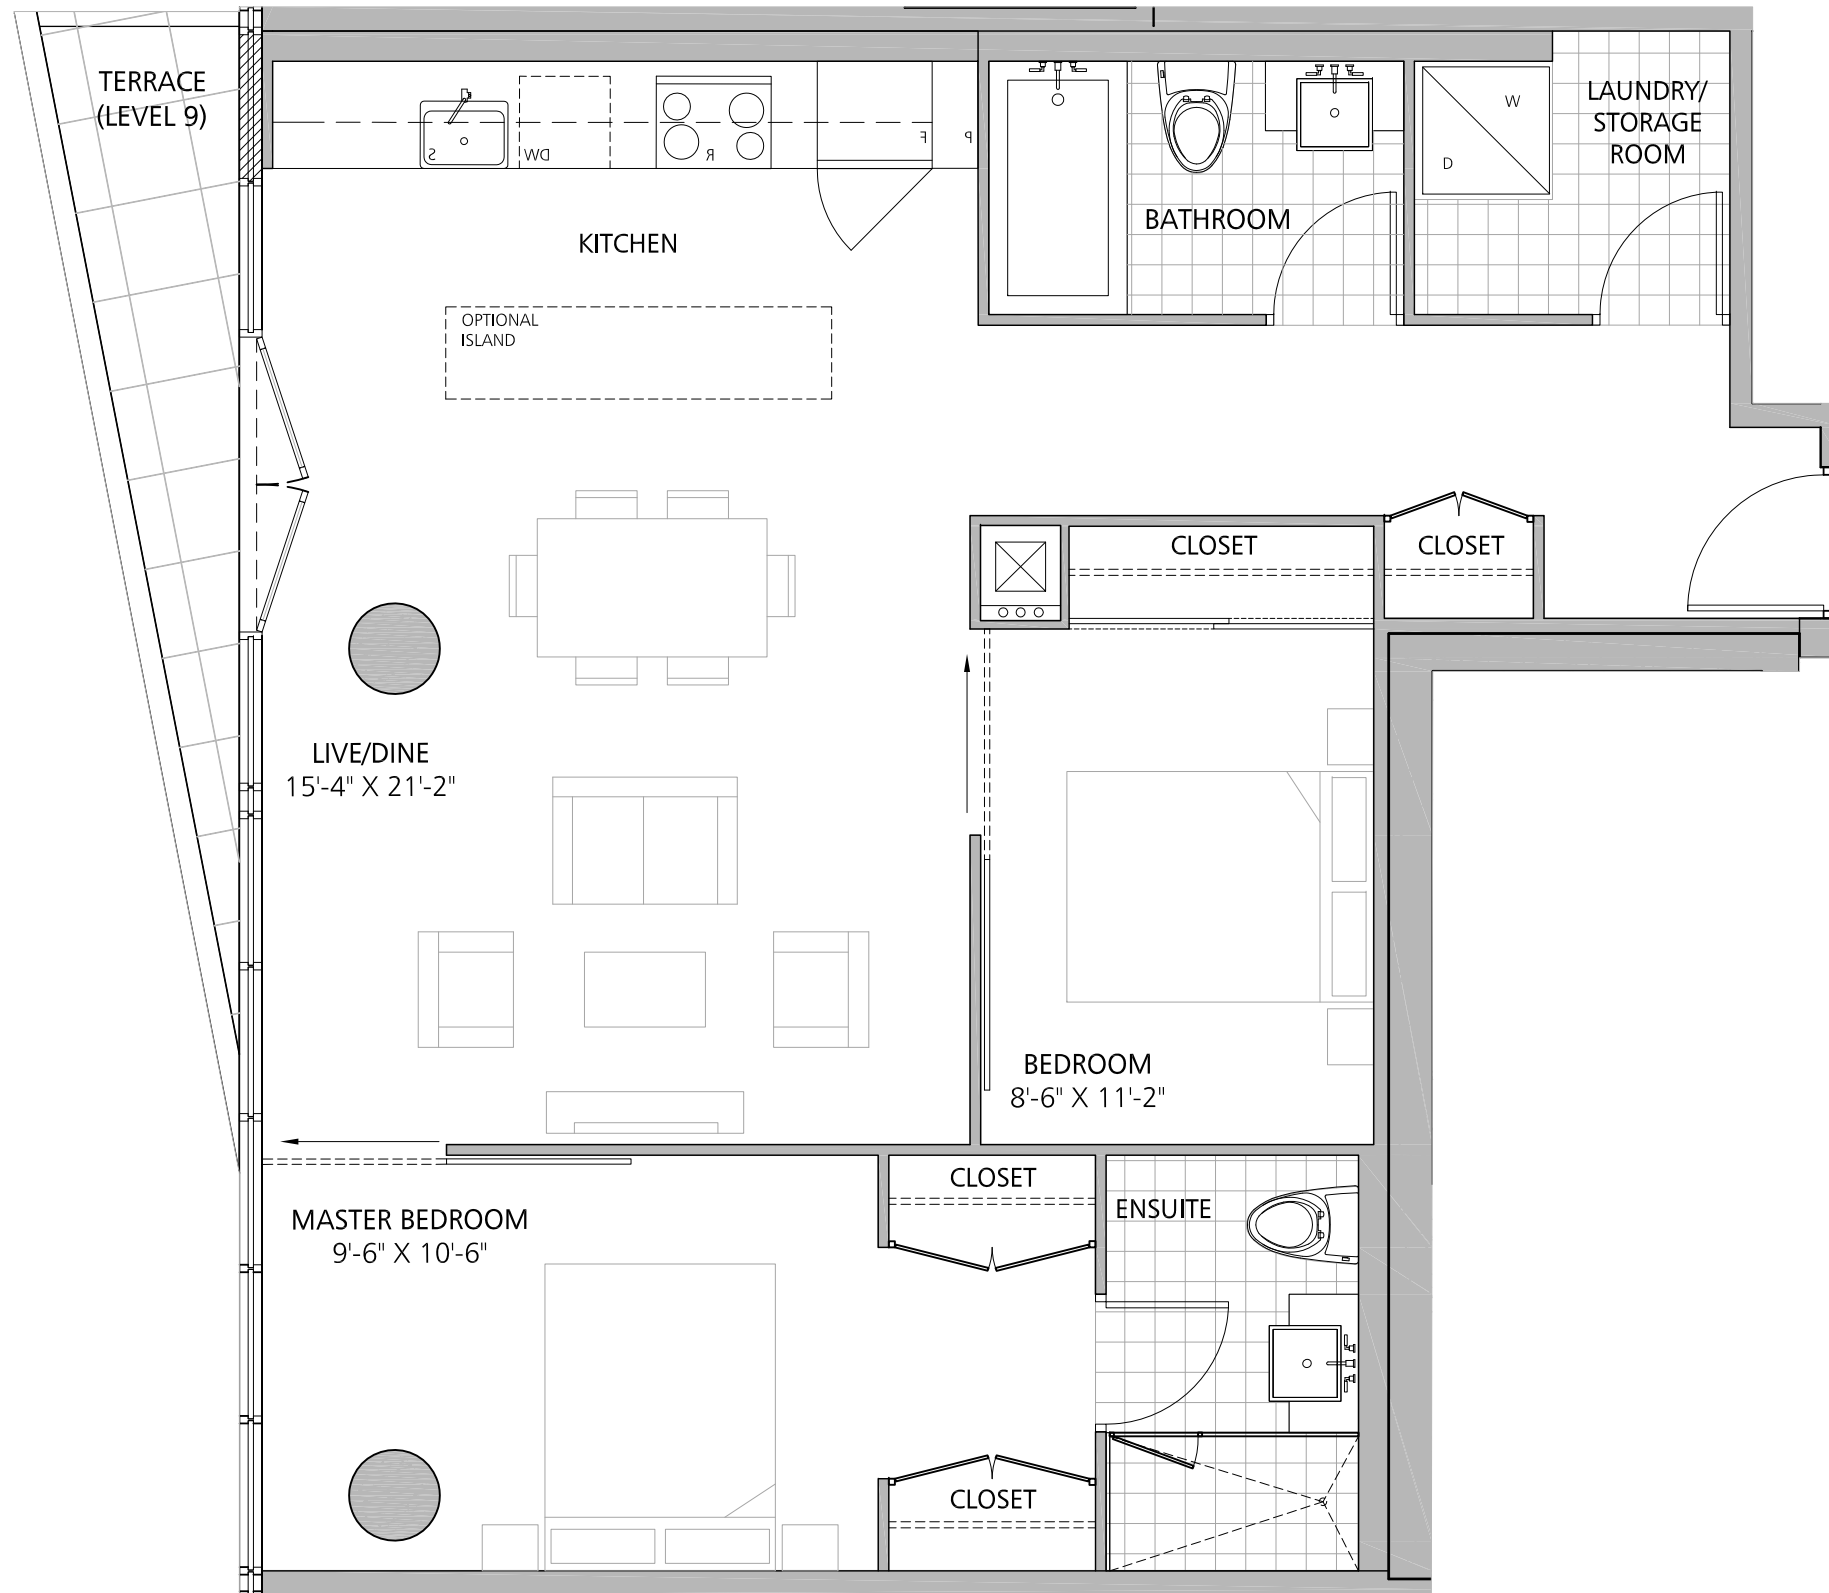 TERRACE
(LEVEL 9)
S
DW
R
F
P
KITCHEN
OPTIONAL
ISLAND
BATHROOM
W
D
LAUNDRY/
STORAGE
ROOM
CLOSET
CLOSET
LIVE/DINE
15'-4" X 21'-2"
BEDROOM
8'-6" X 11'-2"
MASTER BEDROOM
9'-6" X 10'-6"
CLOSET
ENSUITE
CLOSET